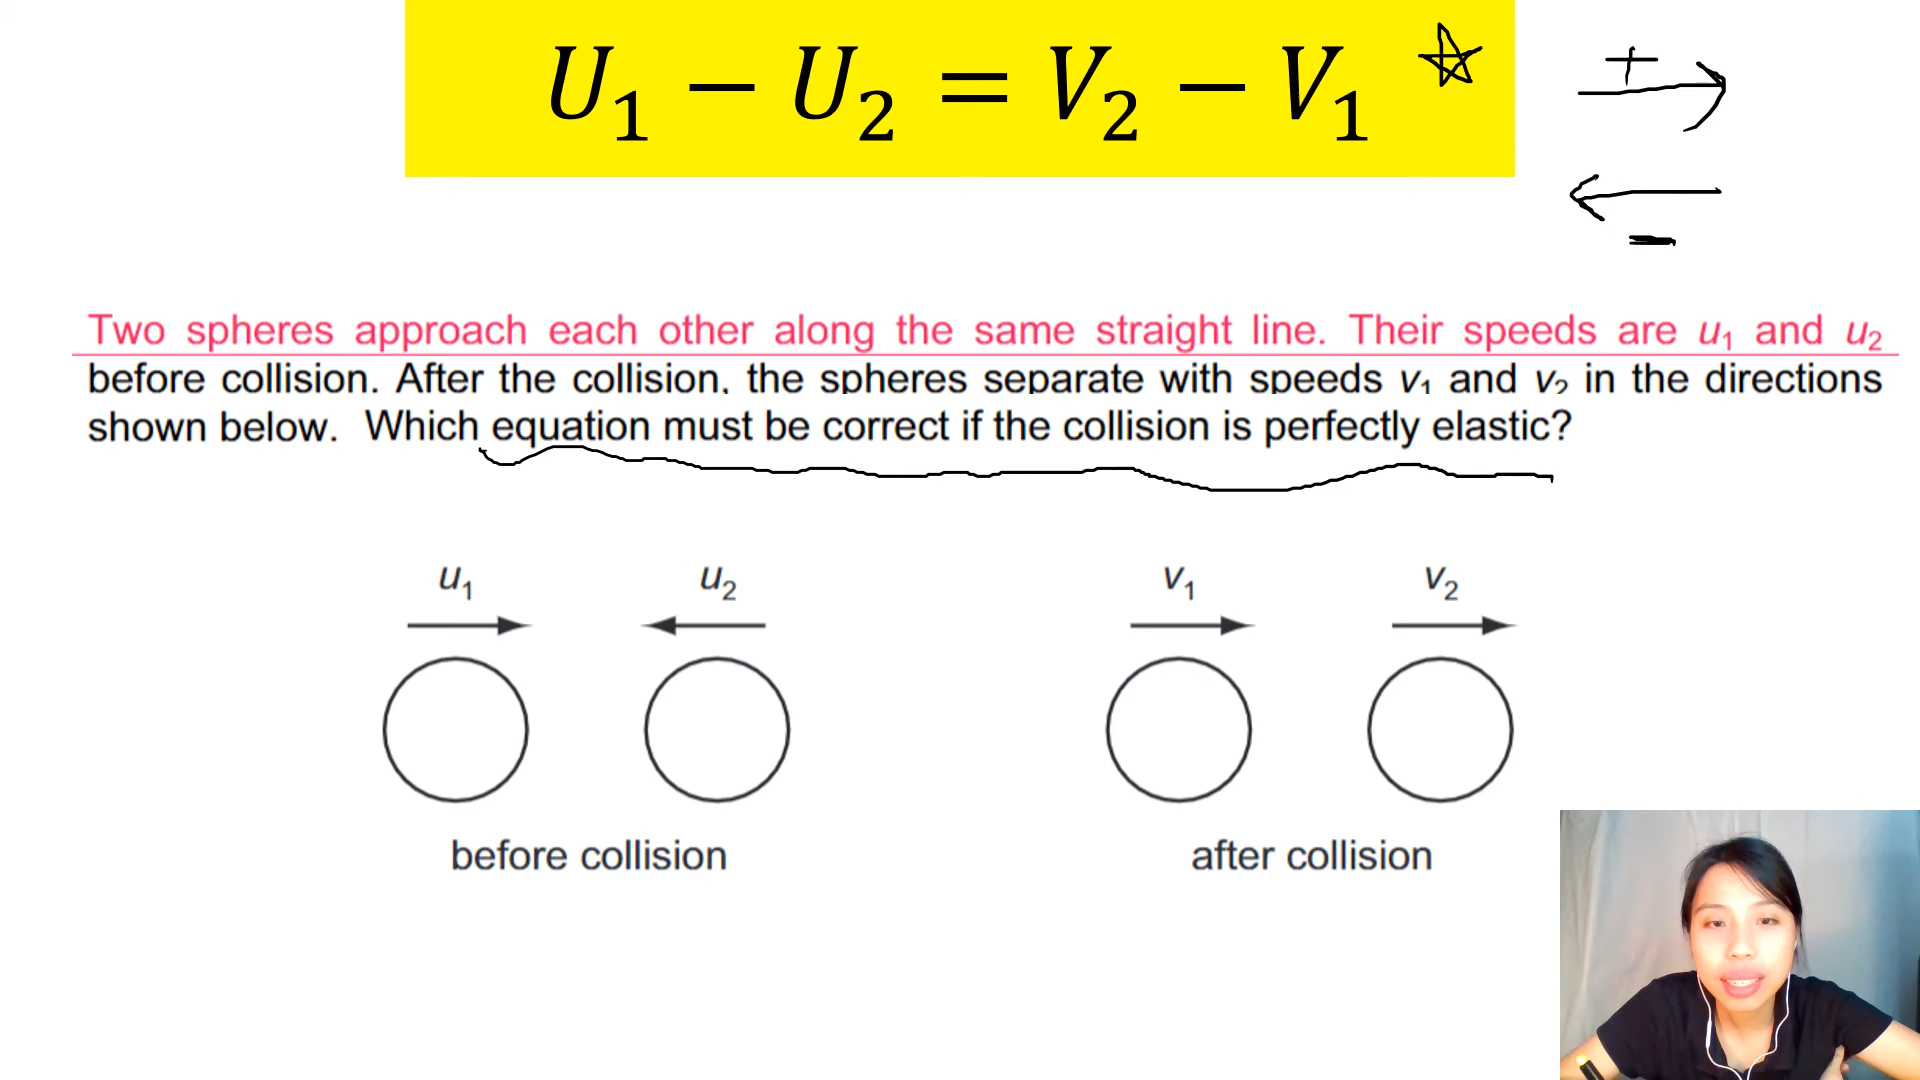 U₁ − U₂ = V₂ − V₁ ☆
+
−
Two spheres approach each other along the same straight line. Their speeds are u₁ and u₂
before collision. After the collision, the spheres separate with speeds v₁ and v₂ in the directions
shown below. Which equation must be correct if the collision is perfectly elastic?
u₁ u₂ v₁ v₂
before collision after collision